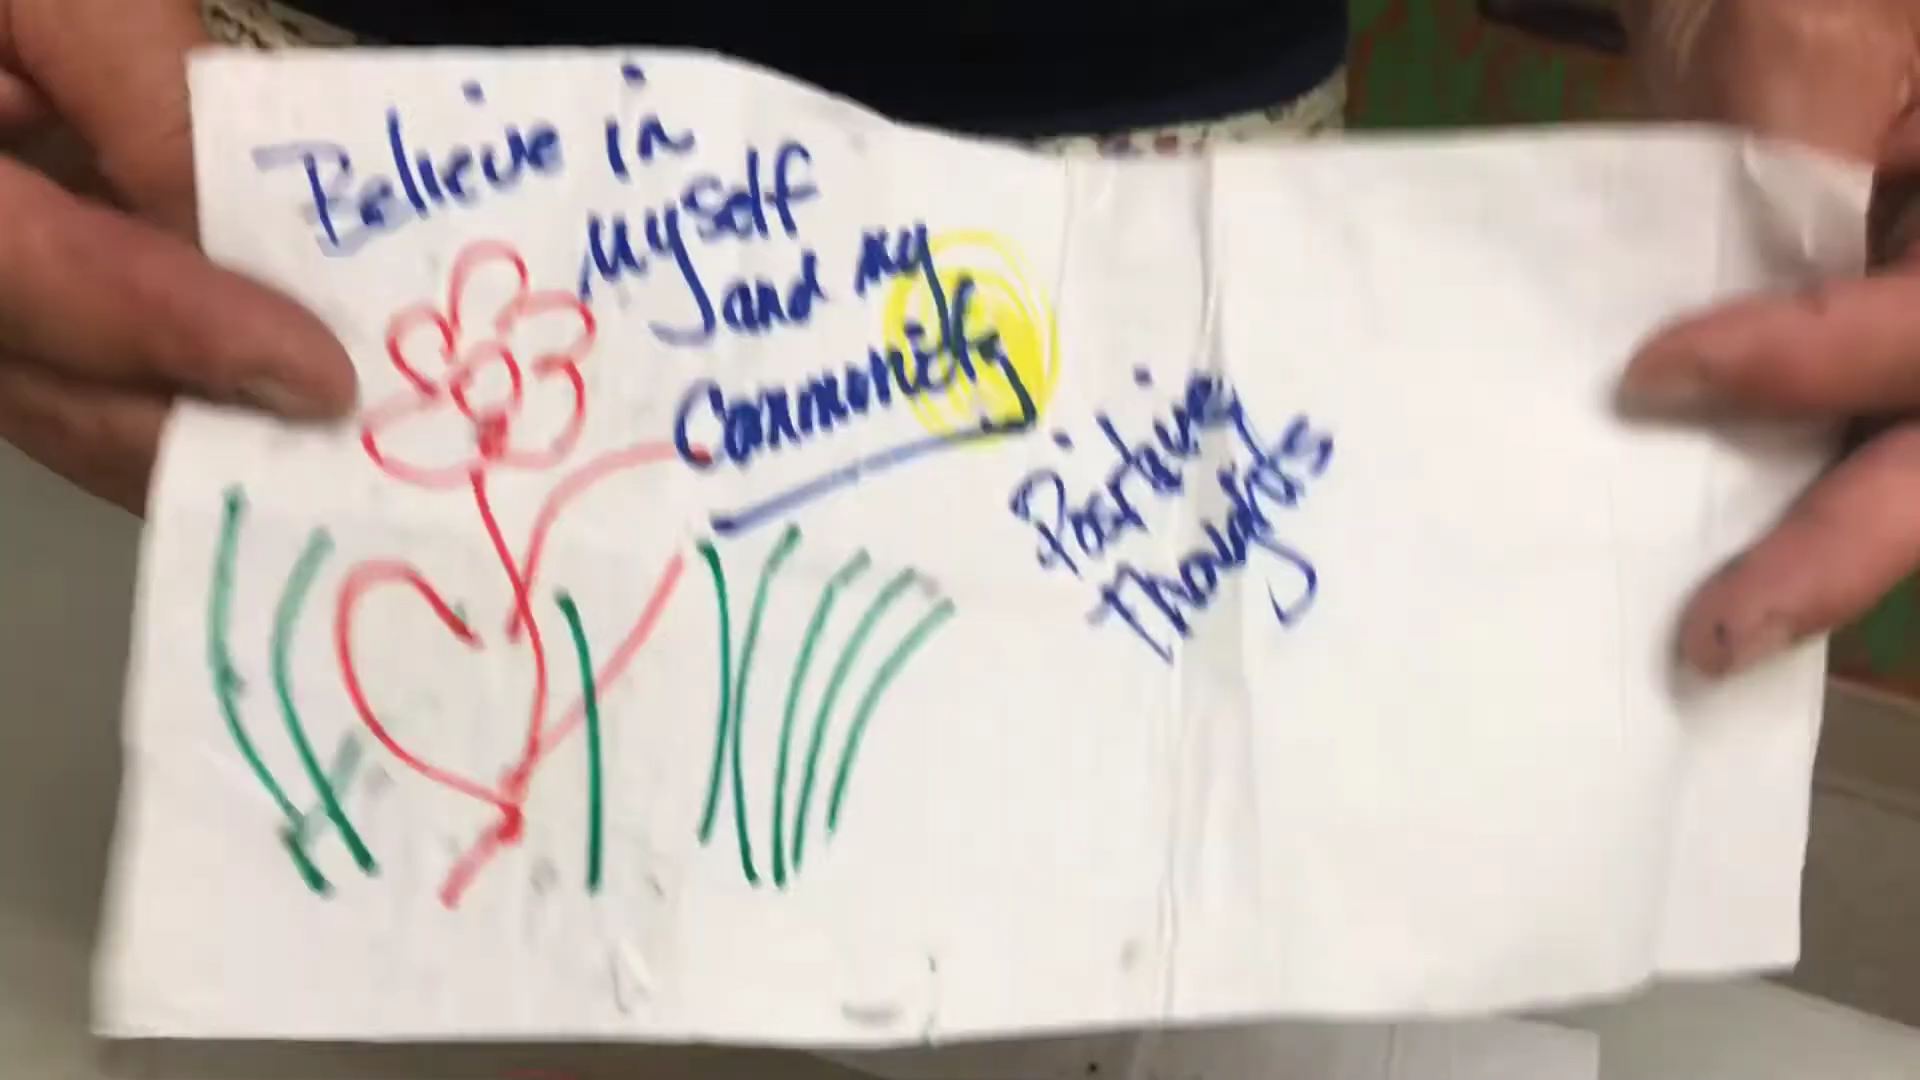 Believe in
myself
and my
Community
Positive
thoughts